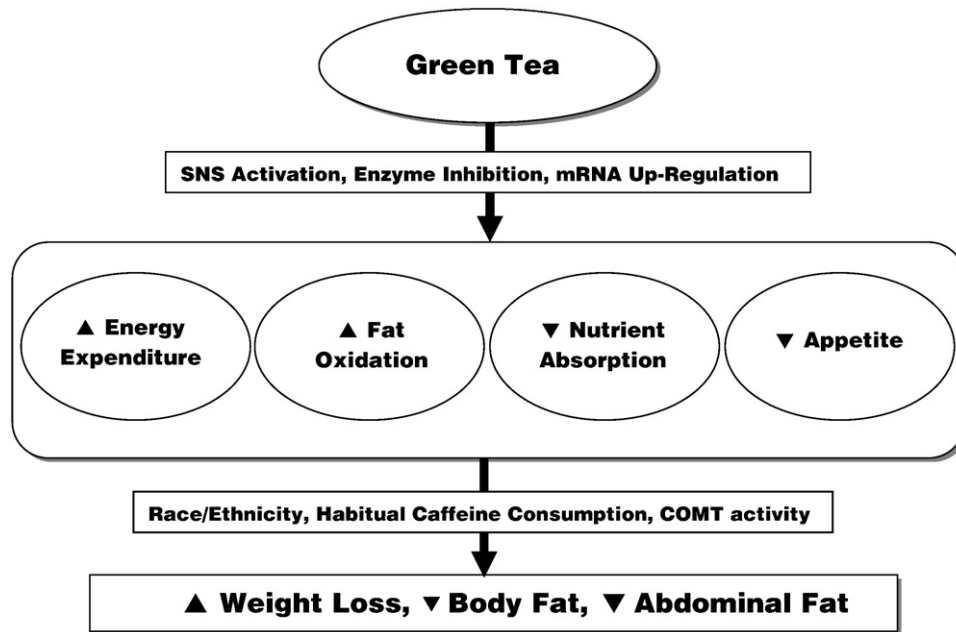 Green Tea
SNS Activation, Enzyme Inhibition, mRNA Up-Regulation
▲ Energy
Expenditure
▲ Fat
Oxidation
▼ Nutrient
Absorption
▼ Appetite
Race/Ethnicity, Habitual Caffeine Consumption, COMT activity
▲ Weight Loss, ▼ Body Fat, ▼ Abdominal Fat